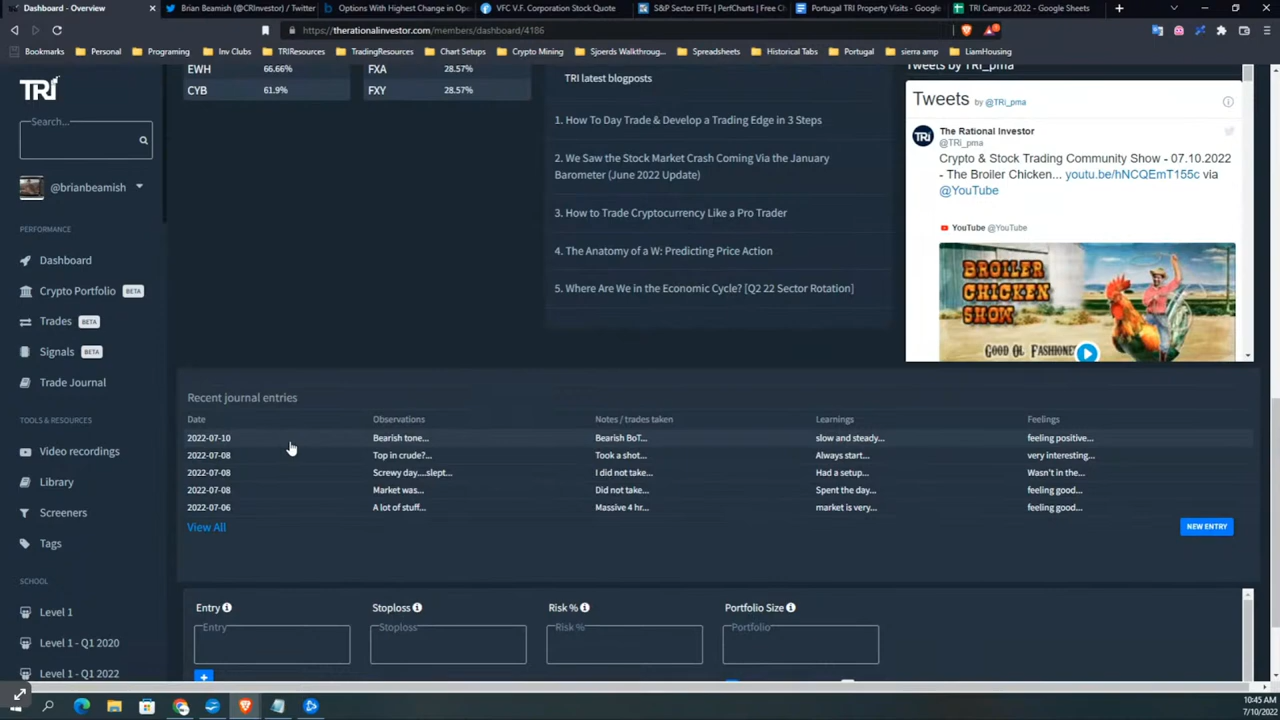 Dashboard - Overview
Brian Beamish (@CRInvestor) / Twitter
Options With Highest Change in Ope
VFC V.F. Corporation Stock Quote
S&P Sector ETFs | PerfCharts | Free C
Portugal TRI Property Visits - Google
TRI Campus 2022 - Google Sheets
https://therationalinvestor.com/members/dashboard/4186
Bookmarks
Personal
Programing
Inv Clubs
TRIResources
TradingResources
Chart Setups
Crypto Mining
Sjoerds Walkthroug...
Spreadsheets
Historical Tabs
Portugal
sierra amp
LiamHousing
TRi
Search...
@brianbeamish
PERFORMANCE
Dashboard
Crypto Portfolio BETA
Trades BETA
Signals BETA
Trade Journal
TOOLS & RESOURCES
Video recordings
Library
Screeners
Tags
SCHOOL
Level 1
Level 1 - Q1 2020
Level 1 - Q1 2022
EWH 66.66% FXA 28.57%
CYB 61.9% FXY 28.57%
TRI latest blogposts
1. How To Day Trade & Develop a Trading Edge in 3 Steps
2. We Saw the Stock Market Crash Coming Via the January
Barometer (June 2022 Update)
3. How to Trade Cryptocurrency Like a Pro Trader
4. The Anatomy of a W: Predicting Price Action
5. Where Are We in the Economic Cycle? [Q2 22 Sector Rotation]
Tweets by TRi_pma
Tweets by @TRi_pma
The Rational Investor
@TRi_pma
Crypto & Stock Trading Community Show - 07.10.2022
- The Broiler Chicken... youtu.be/hNCQEmT155c via
@YouTube
YouTube @YouTube
BROILER
CHICKEN
SHOW
GOOD OL' FASHIONE
Recent journal entries
Date Observations Notes / trades taken Learnings Feelings
2022-07-10 Bearish tone... Bearish BoT... slow and steady... feeling positive...
2022-07-08 Top in crude?... Took a shot... Always start... very interesting...
2022-07-08 Screwy day....slept... I did not take... Had a setup... Wasn't in the...
2022-07-08 Market was... Did not take... Spent the day... feeling good...
2022-07-06 A lot of stuff... Massive 4 hr... market is very... feeling good...
View All
NEW ENTRY
Entry Stoploss Risk % Portfolio Size
Entry Stoploss Risk % Portfolio
+
10:45 AM
7/10/2022